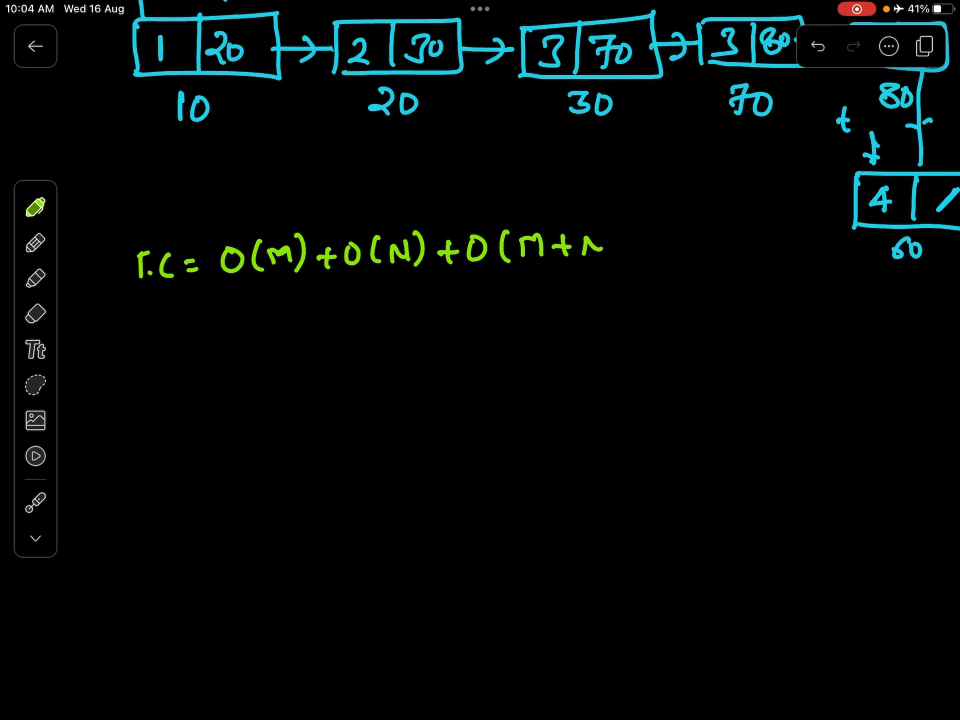 10:04 AM Wed 16 Aug
41%
1 20 → 2 30 → 3 70 → 3 80
10 20 30 70 80
4 /
60
Tt
T.C = O(M) + O(N) + O(M+N